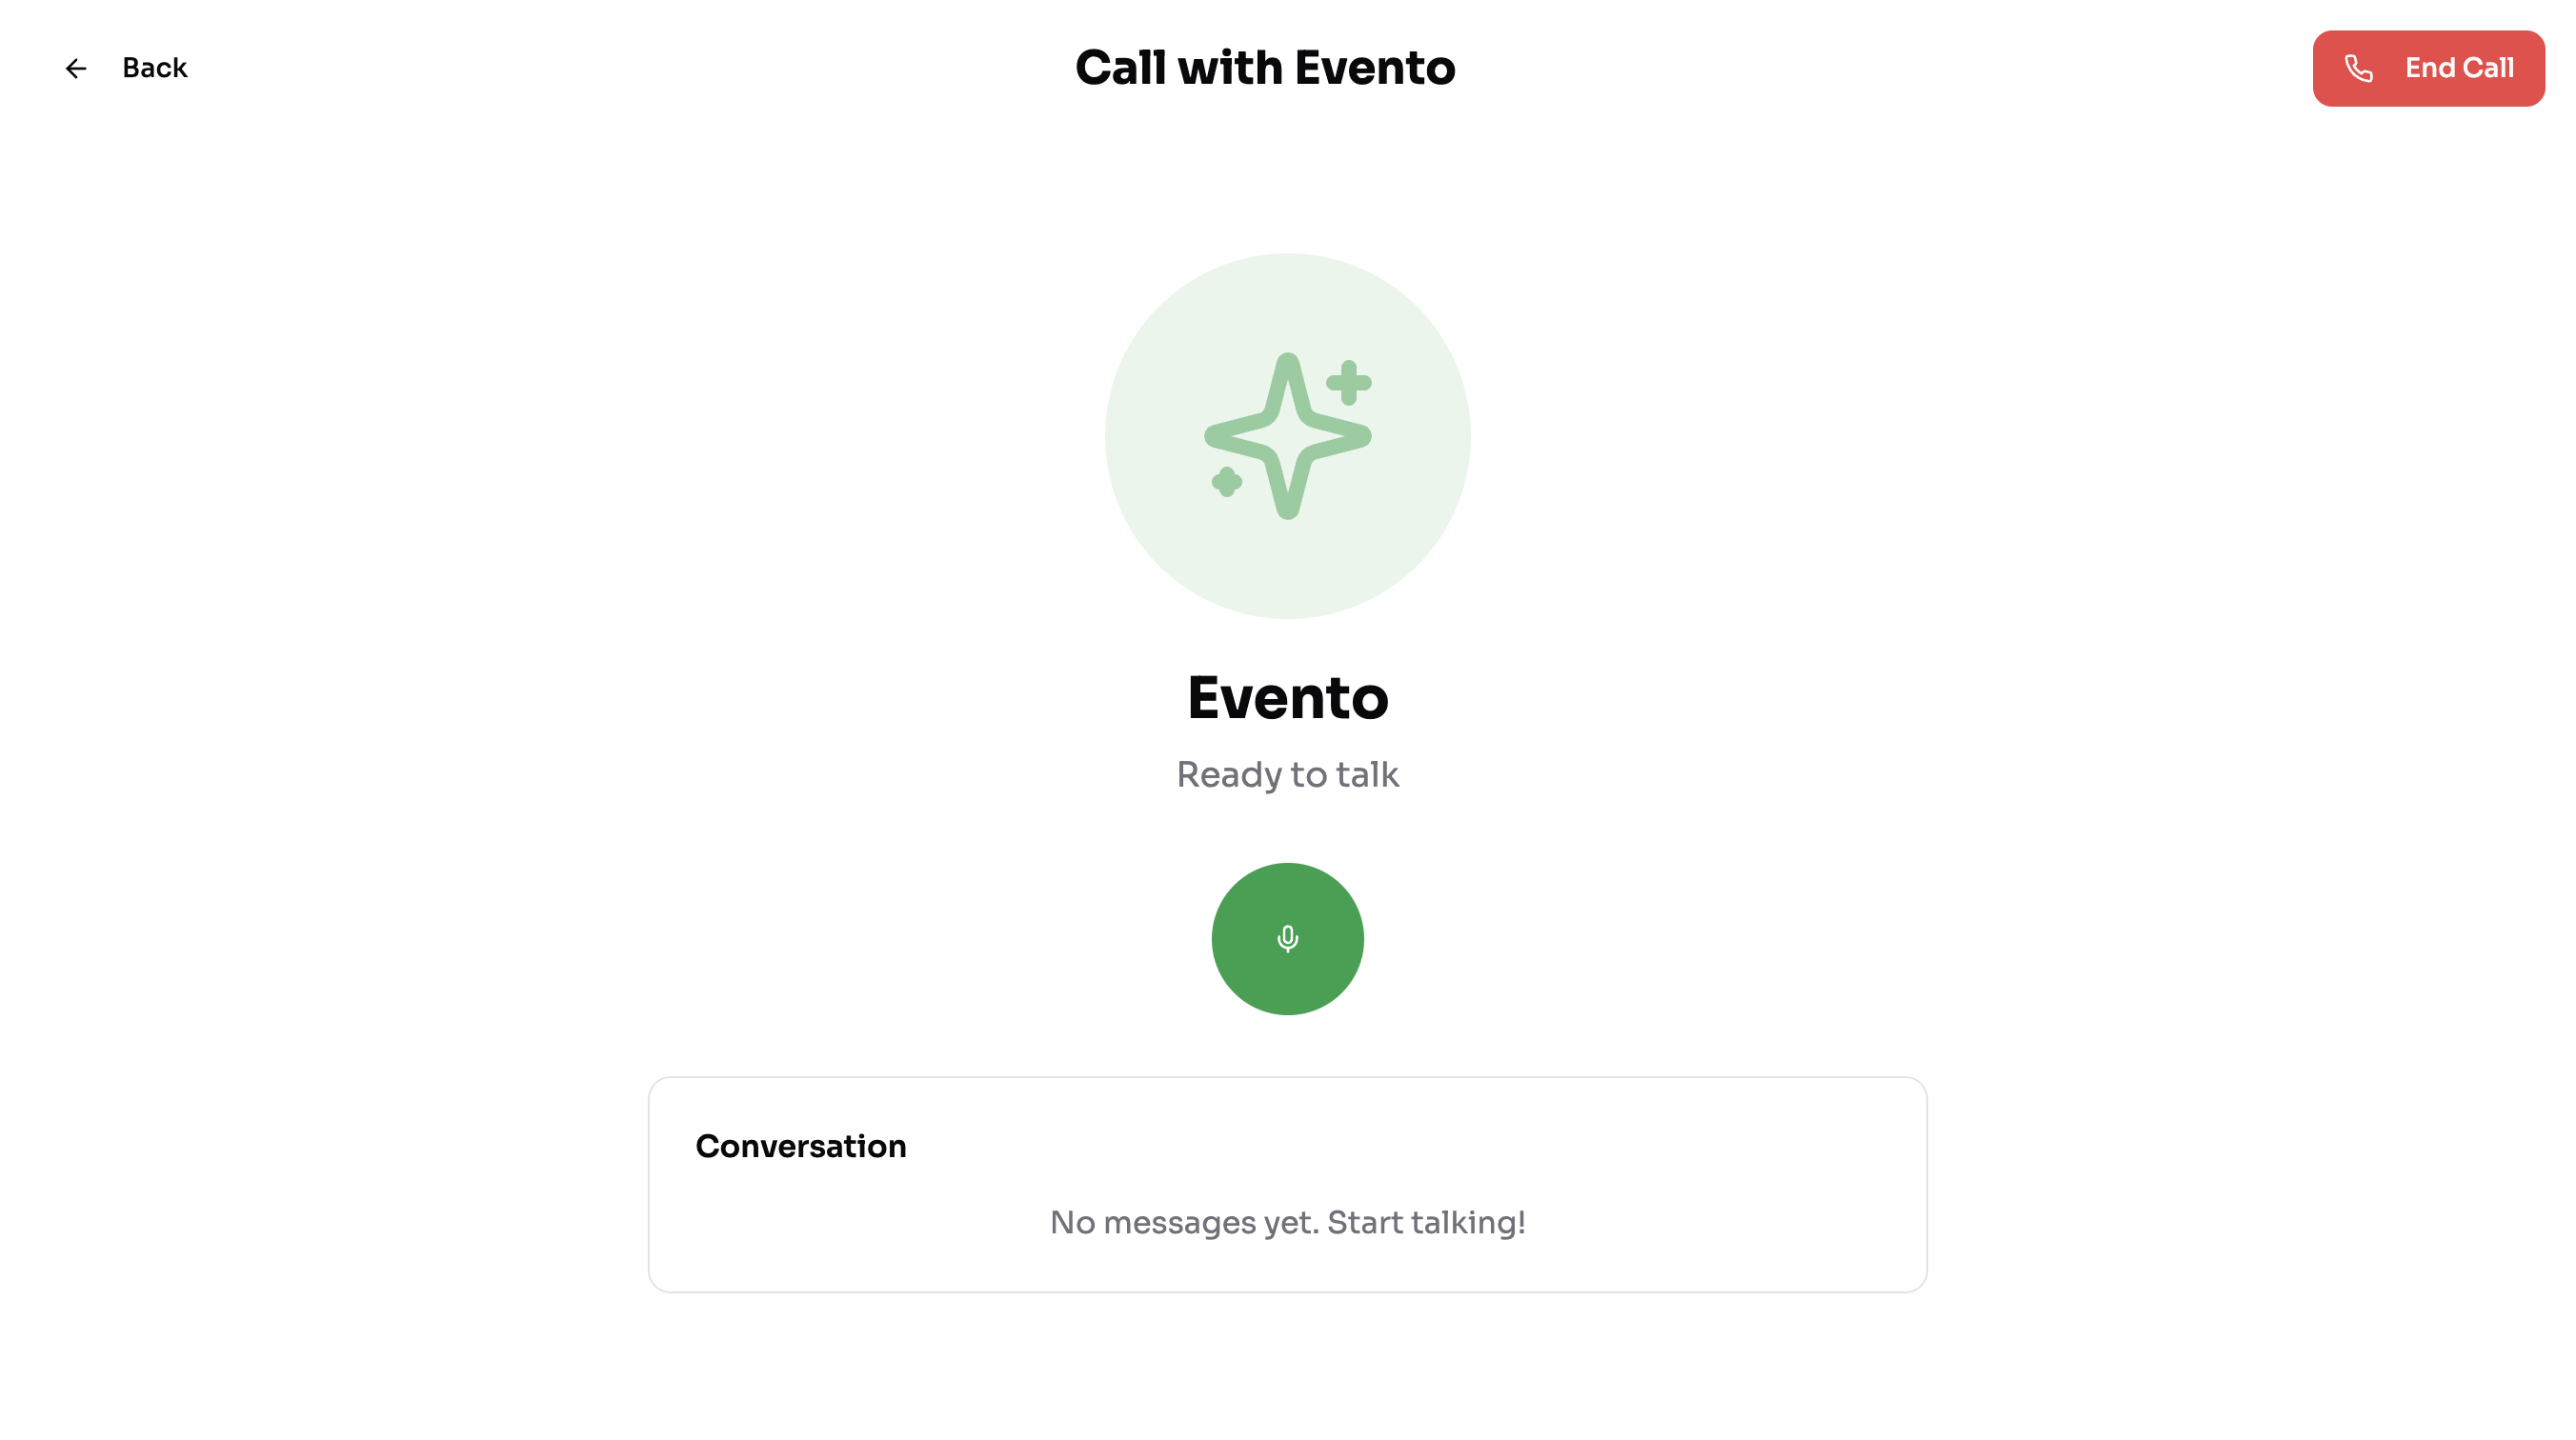 Back
Call with Evento
End Call
Evento
Ready to talk
Conversation
No messages yet. Start talking!